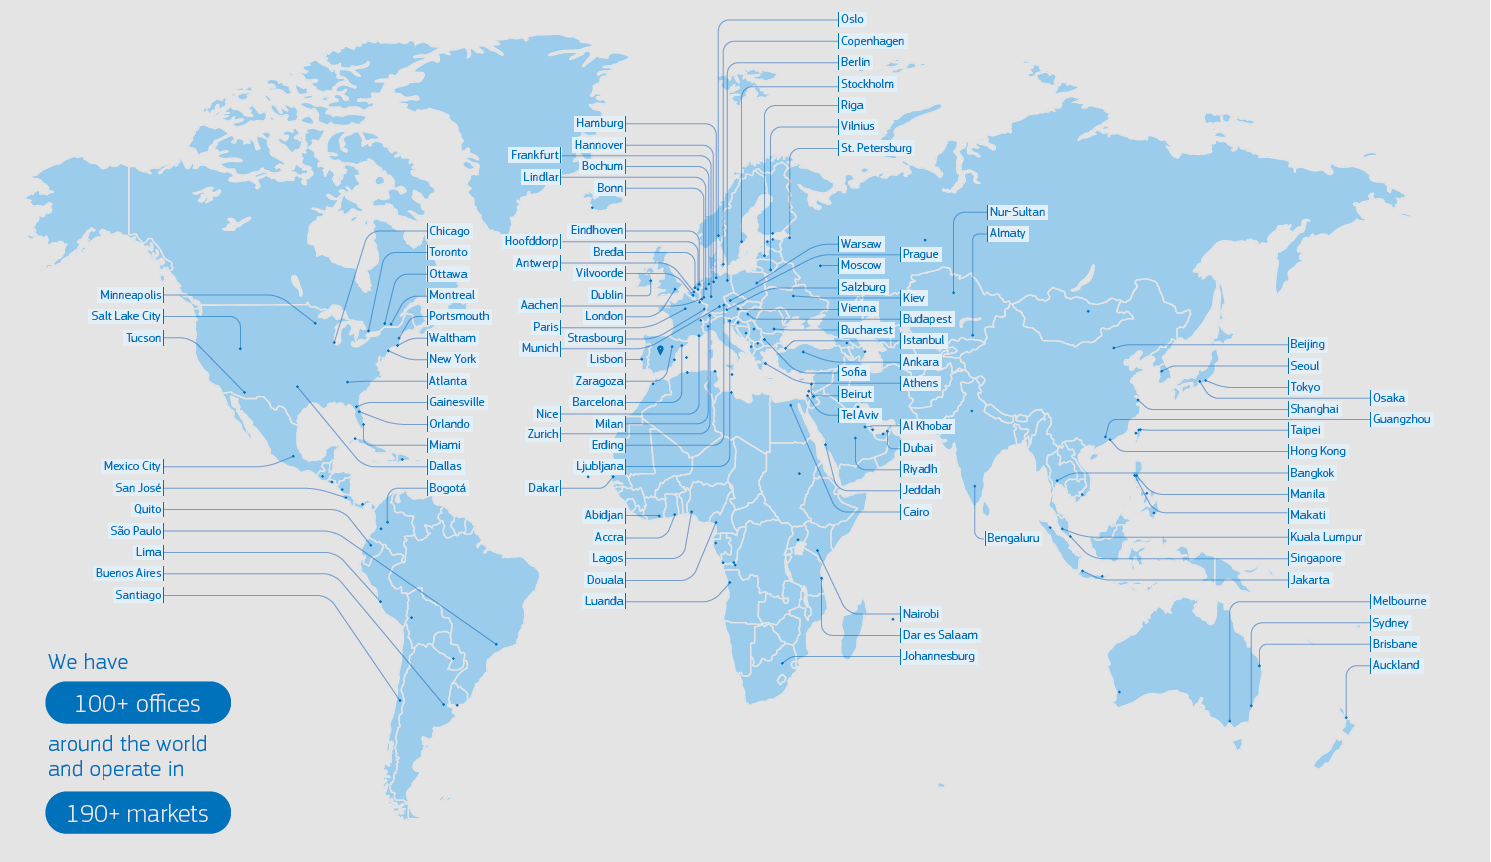 Oslo
Copenhagen
Berlin
Stockholm
Riga
Vilnius
St. Petersburg
Hamburg
Hannover
Frankfurt
Bochum
Lindlar
Bonn
Eindhoven
Hoofddorp
Breda
Antwerp
Vilvoorde
Dublin
Aachen
London
Paris
Strasbourg
Munich
Lisbon
Zaragoza
Barcelona
Nice
Milan
Zurich
Erding
Ljubljana
Dakar
Abidjan
Accra
Lagos
Douala
Luanda
Chicago
Toronto
Ottawa
Montreal
Portsmouth
Waltham
New York
Atlanta
Gainesville
Orlando
Miami
Dallas
Bogotá
Minneapolis
Salt Lake City
Tucson
Mexico City
San José
Quito
São Paulo
Lima
Buenos Aires
Santiago
Nur-Sultan
Almaty
Warsaw
Prague
Moscow
Salzburg
Kiev
Vienna
Budapest
Bucharest
Istanbul
Ankara
Sofia
Athens
Beirut
Tel Aviv
Al Khobar
Dubai
Riyadh
Jeddah
Cairo
Bengaluru
Nairobi
Dar es Salaam
Johannesburg
Beijing
Seoul
Tokyo
Osaka
Shanghai
Guangzhou
Taipei
Hong Kong
Bangkok
Manila
Makati
Kuala Lumpur
Singapore
Jakarta
Melbourne
Sydney
Brisbane
Auckland
We have
100+ offices
around the world
and operate in
190+ markets